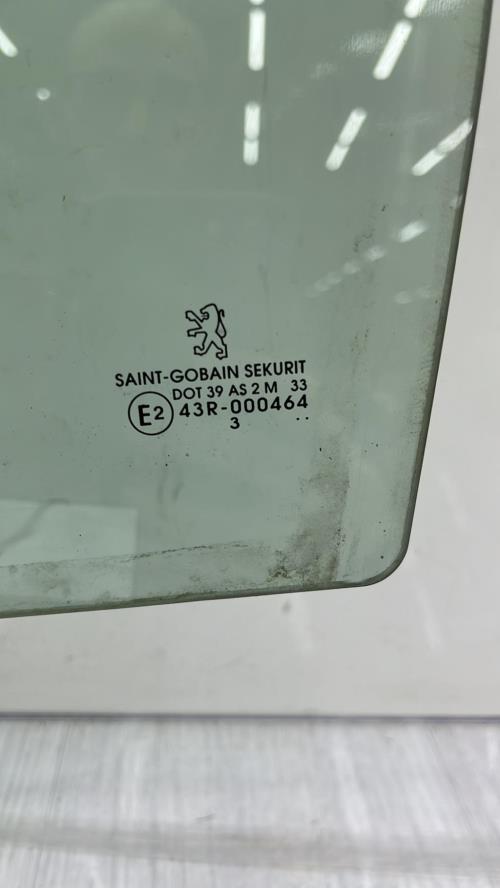 SAINT-GOBAIN SEKURIT
DOT 39 AS 2 M 33
E2 43R-000464
3 ..